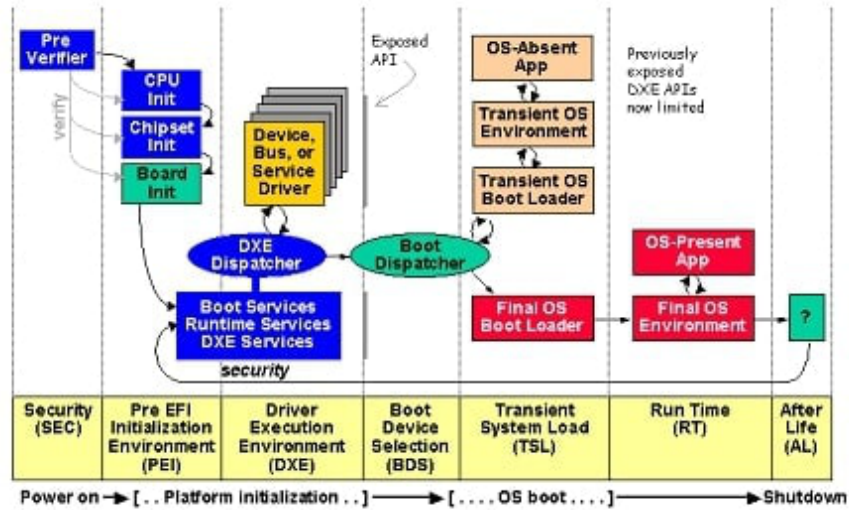 Pre
Verifier
verify
CPU
Init
Chipset
Init
Board
Init
Device,
Bus, or
Service
Driver
Exposed
API
OS-Absent
App
Transient OS
Environment
Transient OS
Boot Loader
Previously
exposed
DXE APIs
now limited
DXE
Dispatcher
Boot
Dispatcher
OS-Present
App
Boot Services
Runtime Services
DXE Services
Final OS
Boot Loader
Final OS
Environment
?
security
Security
(SEC)
Pre EFI
Initialization
Environment
(PEI)
Driver
Execution
Environment
(DXE)
Boot
Device
Selection
(BDS)
Transient
System Load
(TSL)
Run Time
(RT)
After
Life
(AL)
Power on [ . . Platform initialization . . ] [ . . . . OS boot . . . . ] Shutdown